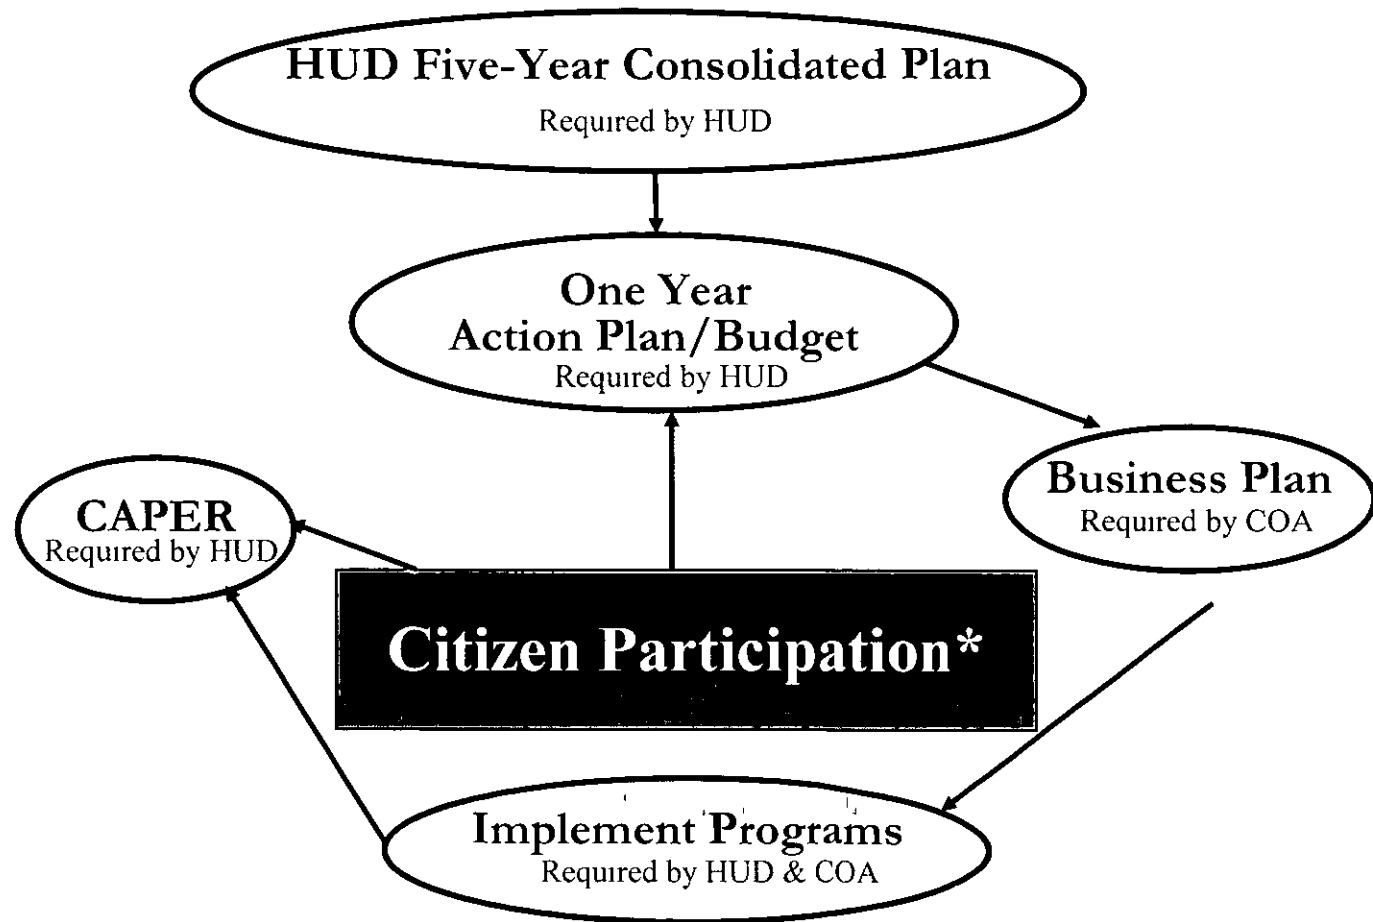 HUD Five-Year Consolidated Plan
Required by HUD
One Year
Action Plan/Budget
Required by HUD
Business Plan
Required by COA
CAPER
Required by HUD
Citizen Participation*
Implement Programs
Required by HUD & COA